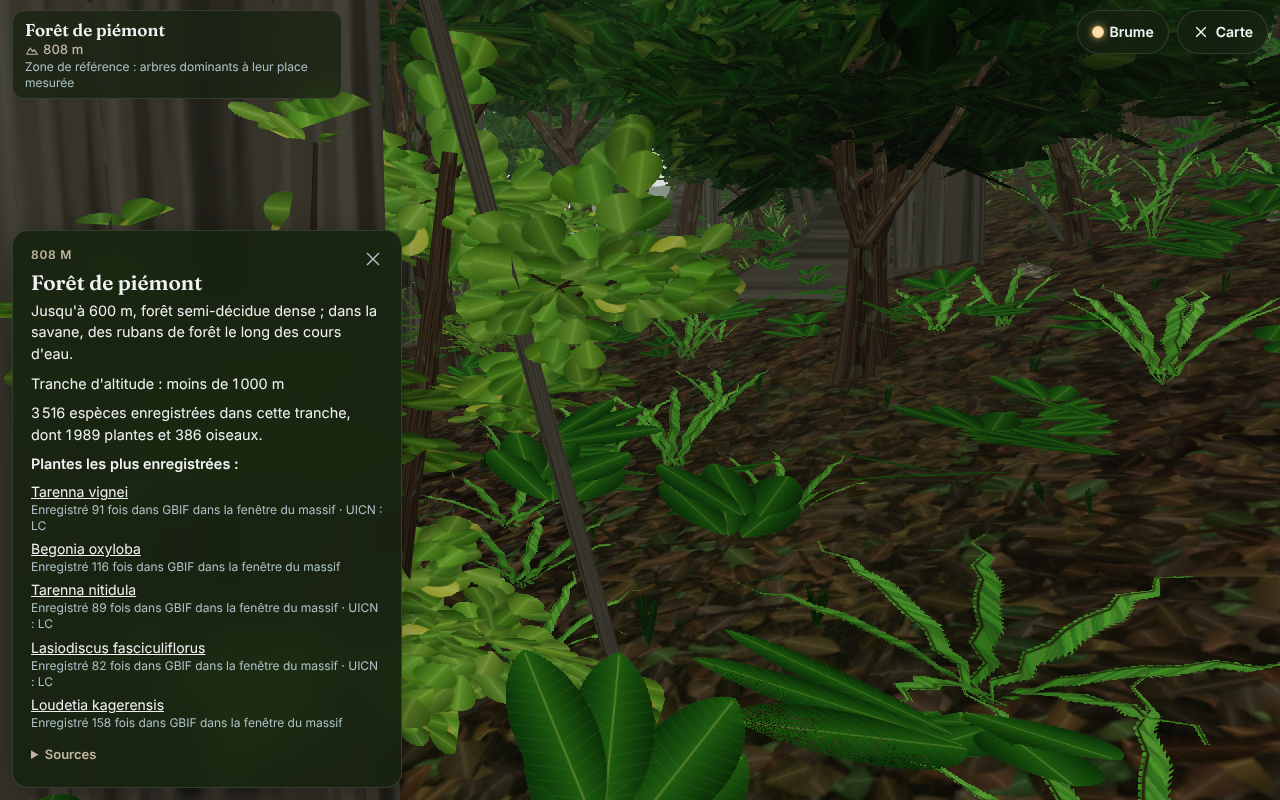 Forêt de piémont
808 m
Zone de référence : arbres dominants à leur place
mesurée
Brume
Carte
808 M
Forêt de piémont
Jusqu'à 600 m, forêt semi-décidue dense ; dans la
savane, des rubans de forêt le long des cours
d'eau.
Tranche d'altitude : moins de 1 000 m
3 516 espèces enregistrées dans cette tranche,
dont 1 989 plantes et 386 oiseaux.
Plantes les plus enregistrées :
Tarenna vignei
Enregistré 91 fois dans GBIF dans la fenêtre du massif · UICN :
LC
Begonia oxyloba
Enregistré 116 fois dans GBIF dans la fenêtre du massif
Tarenna nitidula
Enregistré 89 fois dans GBIF dans la fenêtre du massif · UICN
: LC
Lasiodiscus fasciculiflorus
Enregistré 82 fois dans GBIF dans la fenêtre du massif · UICN
: LC
Loudetia kagerensis
Enregistré 158 fois dans GBIF dans la fenêtre du massif
Sources